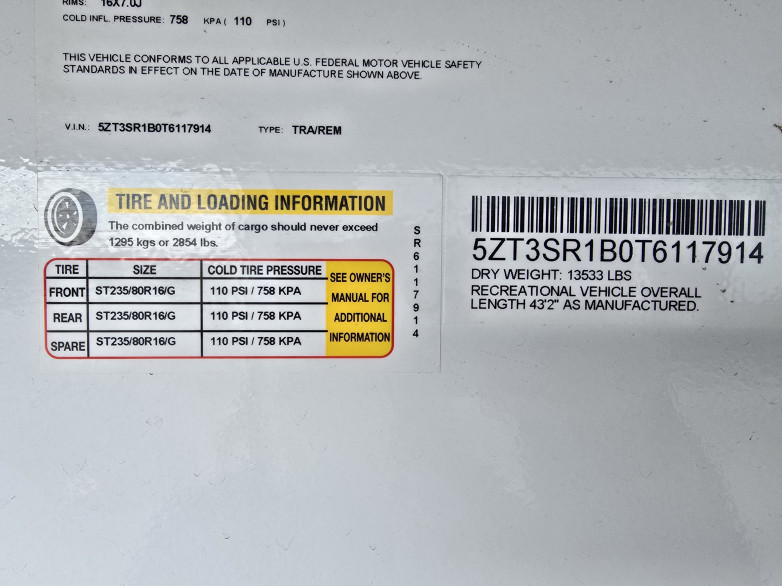 RIMS: 16X7.0J
COLD INFL. PRESSURE: 758 KPA ( 110 PSI)
THIS VEHICLE CONFORMS TO ALL APPLICABLE U.S. FEDERAL MOTOR VEHICLE SAFETY
STANDARDS IN EFFECT ON THE DATE OF MANUFACTURE SHOWN ABOVE.
V.I.N.: 5ZT3SR1B0T6117914 TYPE: TRA/REM
TIRE AND LOADING INFORMATION
The combined weight of cargo should never exceed
1295 kgs or 2854 lbs.
TIRE SIZE COLD TIRE PRESSURE
FRONT ST235/80R16/G 110 PSI / 758 KPA
REAR ST235/80R16/G 110 PSI / 758 KPA
SPARE ST235/80R16/G 110 PSI / 758 KPA
SEE OWNER'S
MANUAL FOR
ADDITIONAL
INFORMATION
SR6117914
5ZT3SR1B0T6117914
DRY WEIGHT: 13533 LBS
RECREATIONAL VEHICLE OVERALL
LENGTH 43'2" AS MANUFACTURED.